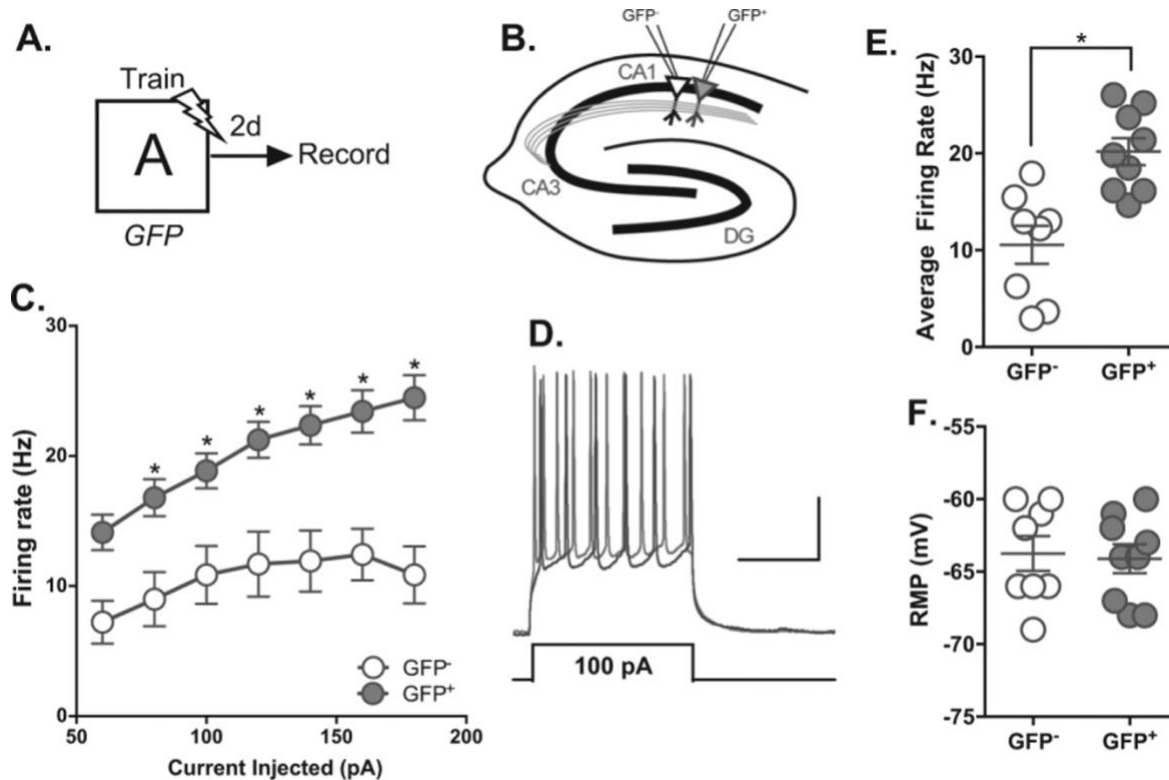 A.
Train
A
2d
Record
GFP
B.
GFP-
GFP+
CA1
CA3
DG
C.
Firing rate (Hz)
30
20
10
0
* * * * * *
GFP-
GFP+
50 100 150 200
Current Injected (pA)
D.
100 pA
E.
Average Firing Rate (Hz)
30
20
10
0
*
GFP- GFP+
F.
RMP (mV)
-55
-60
-65
-70
-75
GFP- GFP+